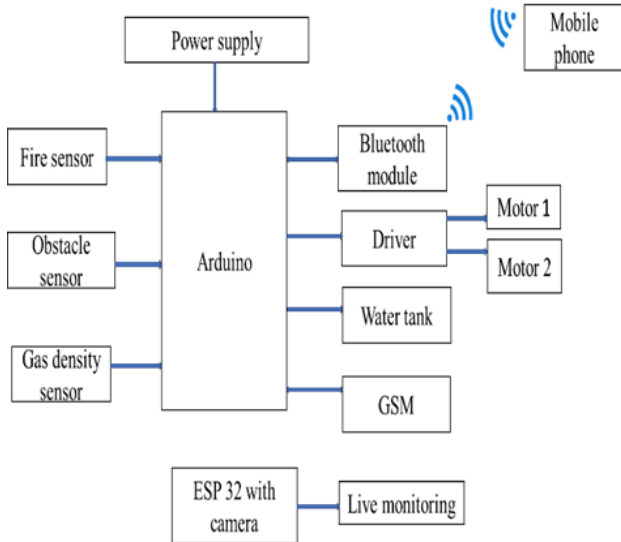 Power supply
Mobile
phone
Fire sensor
Bluetooth
module
Motor 1
Obstacle
sensor
Arduino
Driver
Motor 2
Water tank
Gas density
sensor
GSM
ESP 32 with
camera
Live monitoring